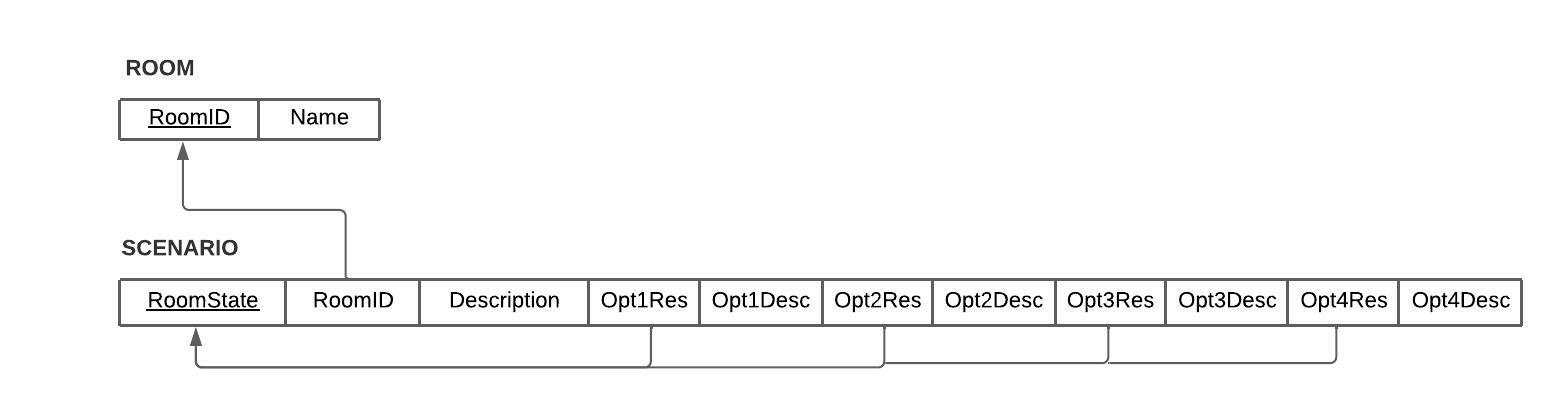 ROOM
RoomID Name
SCENARIO
RoomState RoomID Description Opt1Res Opt1Desc Opt2Res Opt2Desc Opt3Res Opt3Desc Opt4Res Opt4Desc